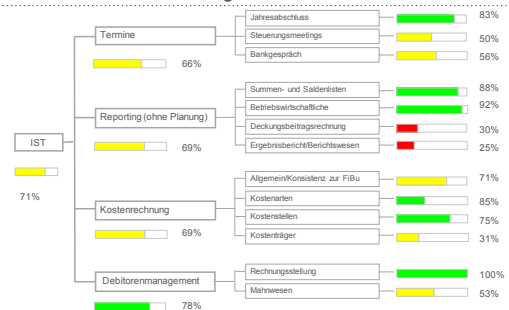 Jahresabschluss 83%
Termine
Steuerungsmeetings 50%
Bankgespräch 56%
66%
Summen- und Saldenlisten 88%
Betriebswirtschaftliche 92%
Reporting (ohne Planung)
Deckungsbeitragsrechnung 30%
IST
Ergebnisbericht/Berichtswesen 25%
69%
Allgemein/Konsistenz zur FiBu 71%
71%
Kostenarten 85%
Kostenrechnung
Kostenstellen 75%
Kostenträger 31%
69%
Rechnungsstellung 100%
Debitorenmanagement
Mahnwesen 53%
78%